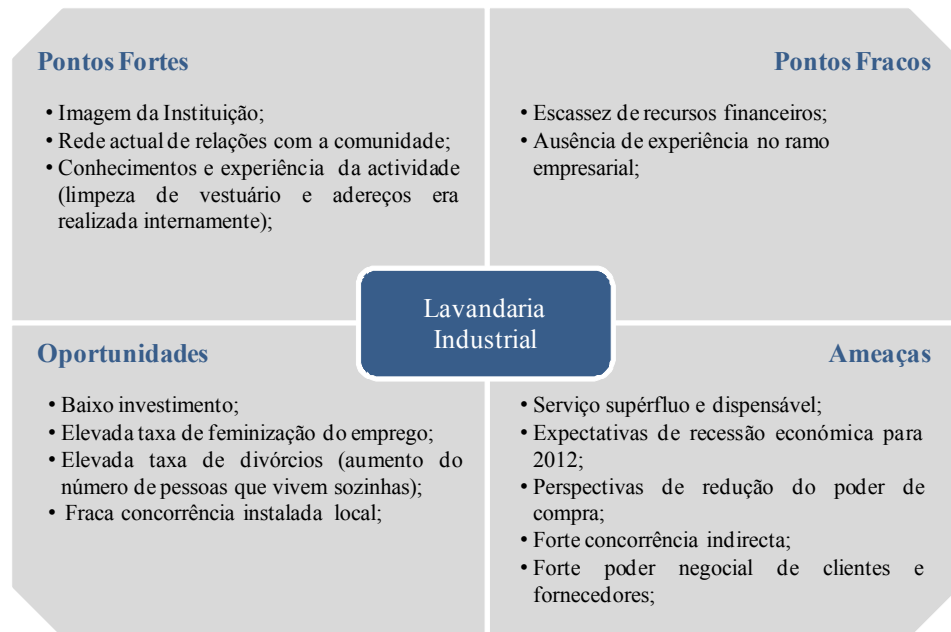 Pontos Fortes
• Imagem da Instituição;
• Rede actual de relações com a comunidade;
• Conhecimentos e experiência da actividade
(limpeza de vestuário e adereços era
realizada internamente);
Pontos Fracos
• Escassez de recursos financeiros;
• Ausência de experiência no ramo
empresarial;
Lavandaria
Industrial
Oportunidades
• Baixo investimento;
• Elevada taxa de feminização do emprego;
• Elevada taxa de divórcios (aumento do
número de pessoas que vivem sozinhas);
• Fraca concorrência instalada local;
Ameaças
• Serviço supérfluo e dispensável;
• Expectativas de recessão económica para
2012;
• Perspectivas de redução do poder de
compra;
• Forte concorrência indirecta;
• Forte poder negocial de clientes e
fornecedores;